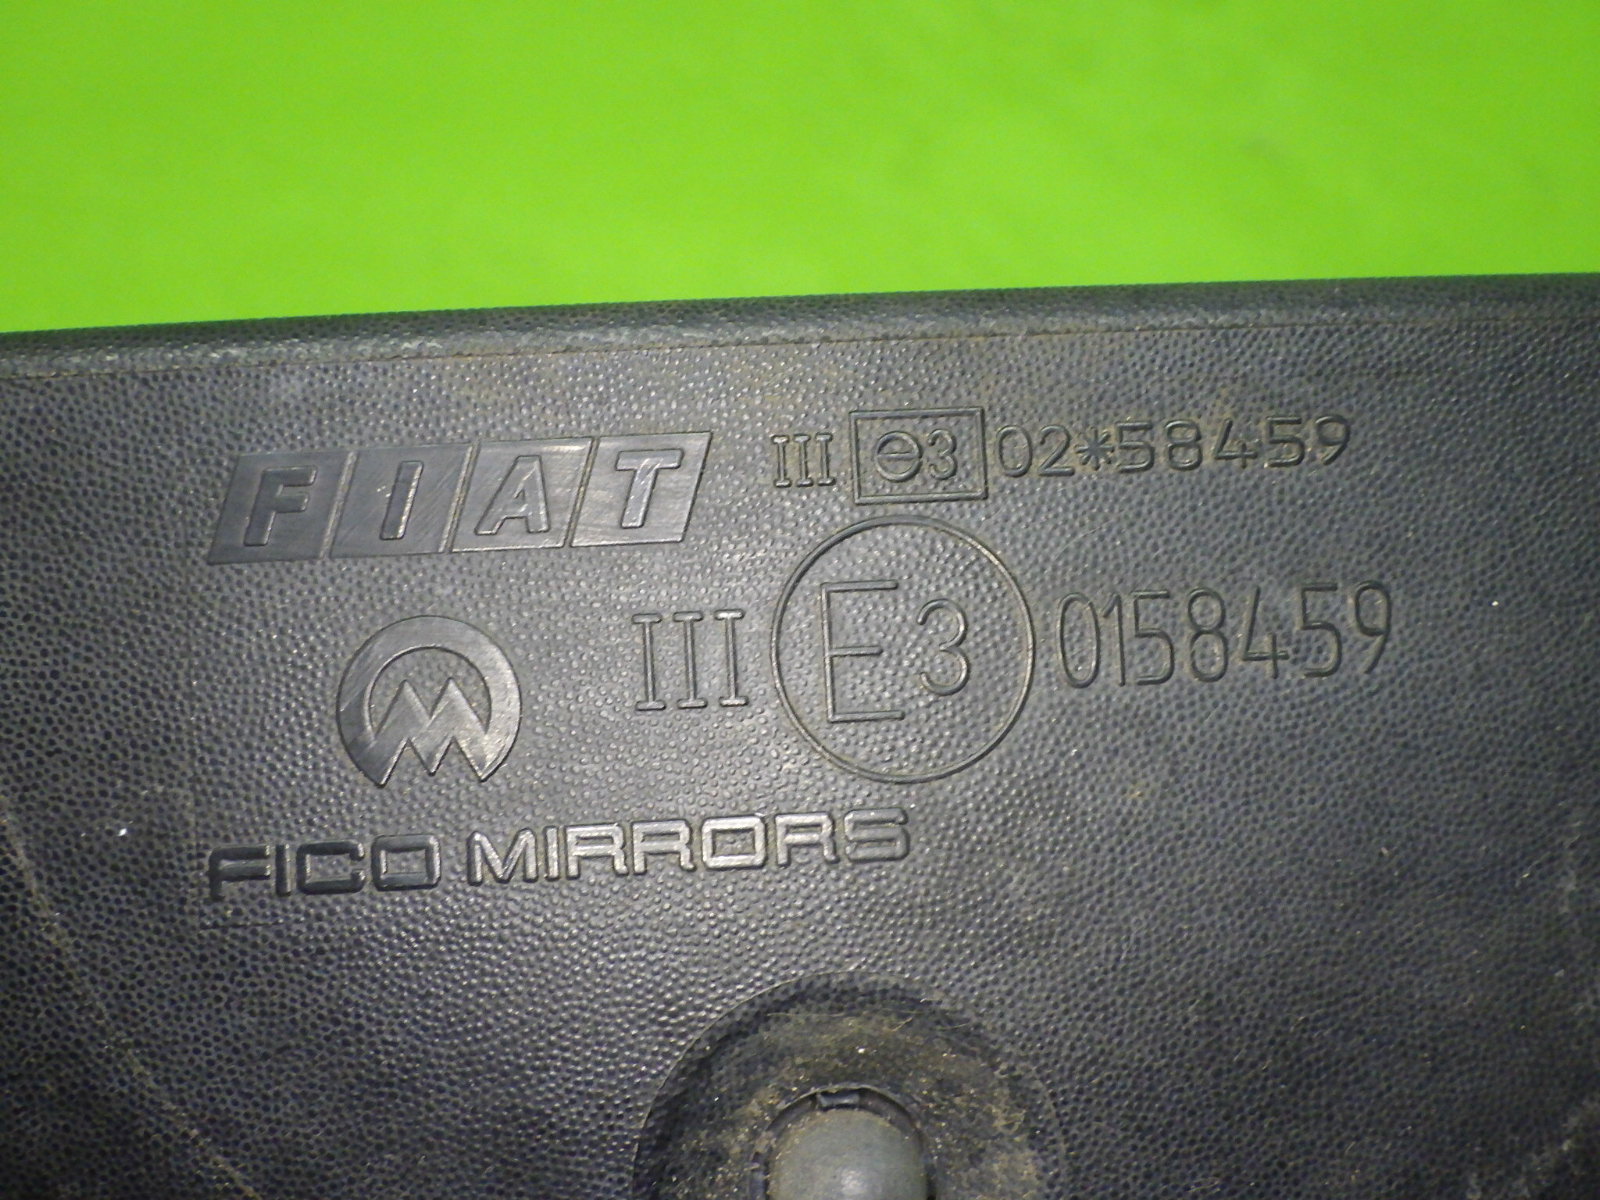 FIAT
III e3 02*58459
III E3 0158459
FICO MIRRORS